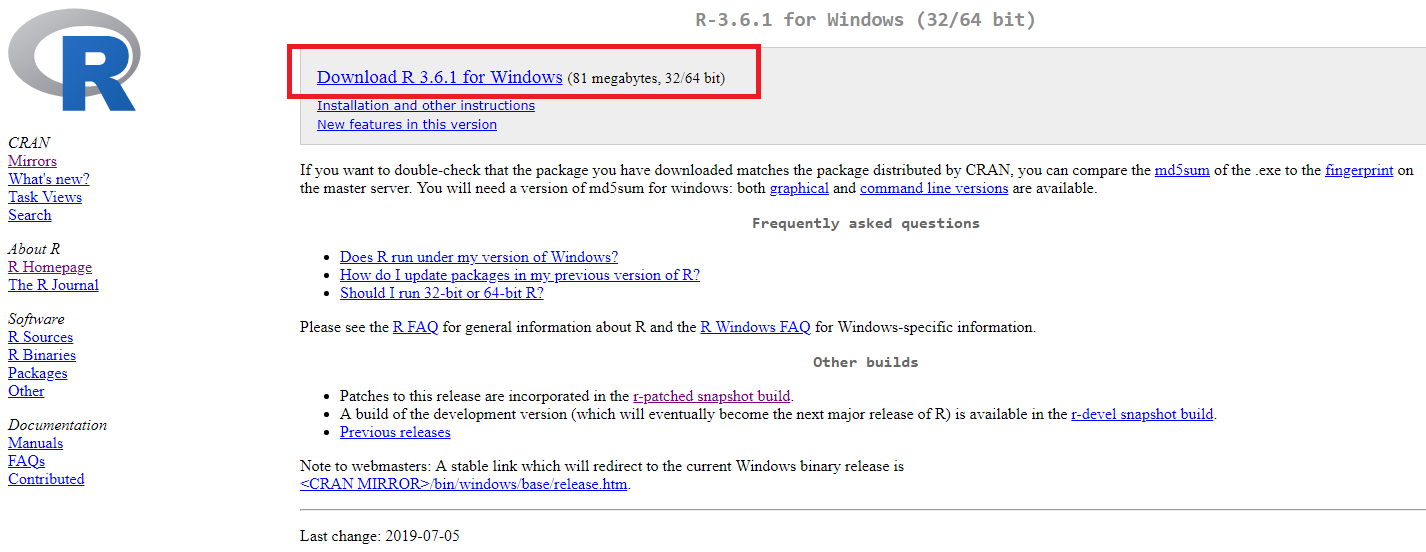 R
CRAN
Mirrors
What's new?
Task Views
Search
About R
R Homepage
The R Journal
Software
R Sources
R Binaries
Packages
Other
Documentation
Manuals
FAQs
Contributed
R-3.6.1 for Windows (32/64 bit)
Download R 3.6.1 for Windows (81 megabytes, 32/64 bit)
Installation and other instructions
New features in this version
If you want to double-check that the package you have downloaded matches the package distributed by CRAN, you can compare the md5sum of the .exe to the fingerprint on
the master server. You will need a version of md5sum for windows: both graphical and command line versions are available.
Frequently asked questions
• Does R run under my version of Windows?
• How do I update packages in my previous version of R?
• Should I run 32-bit or 64-bit R?
Please see the R FAQ for general information about R and the R Windows FAQ for Windows-specific information.
Other builds
• Patches to this release are incorporated in the r-patched snapshot build.
• A build of the development version (which will eventually become the next major release of R) is available in the r-devel snapshot build.
• Previous releases
Note to webmasters: A stable link which will redirect to the current Windows binary release is
<CRAN MIRROR>/bin/windows/base/release.htm.
Last change: 2019-07-05